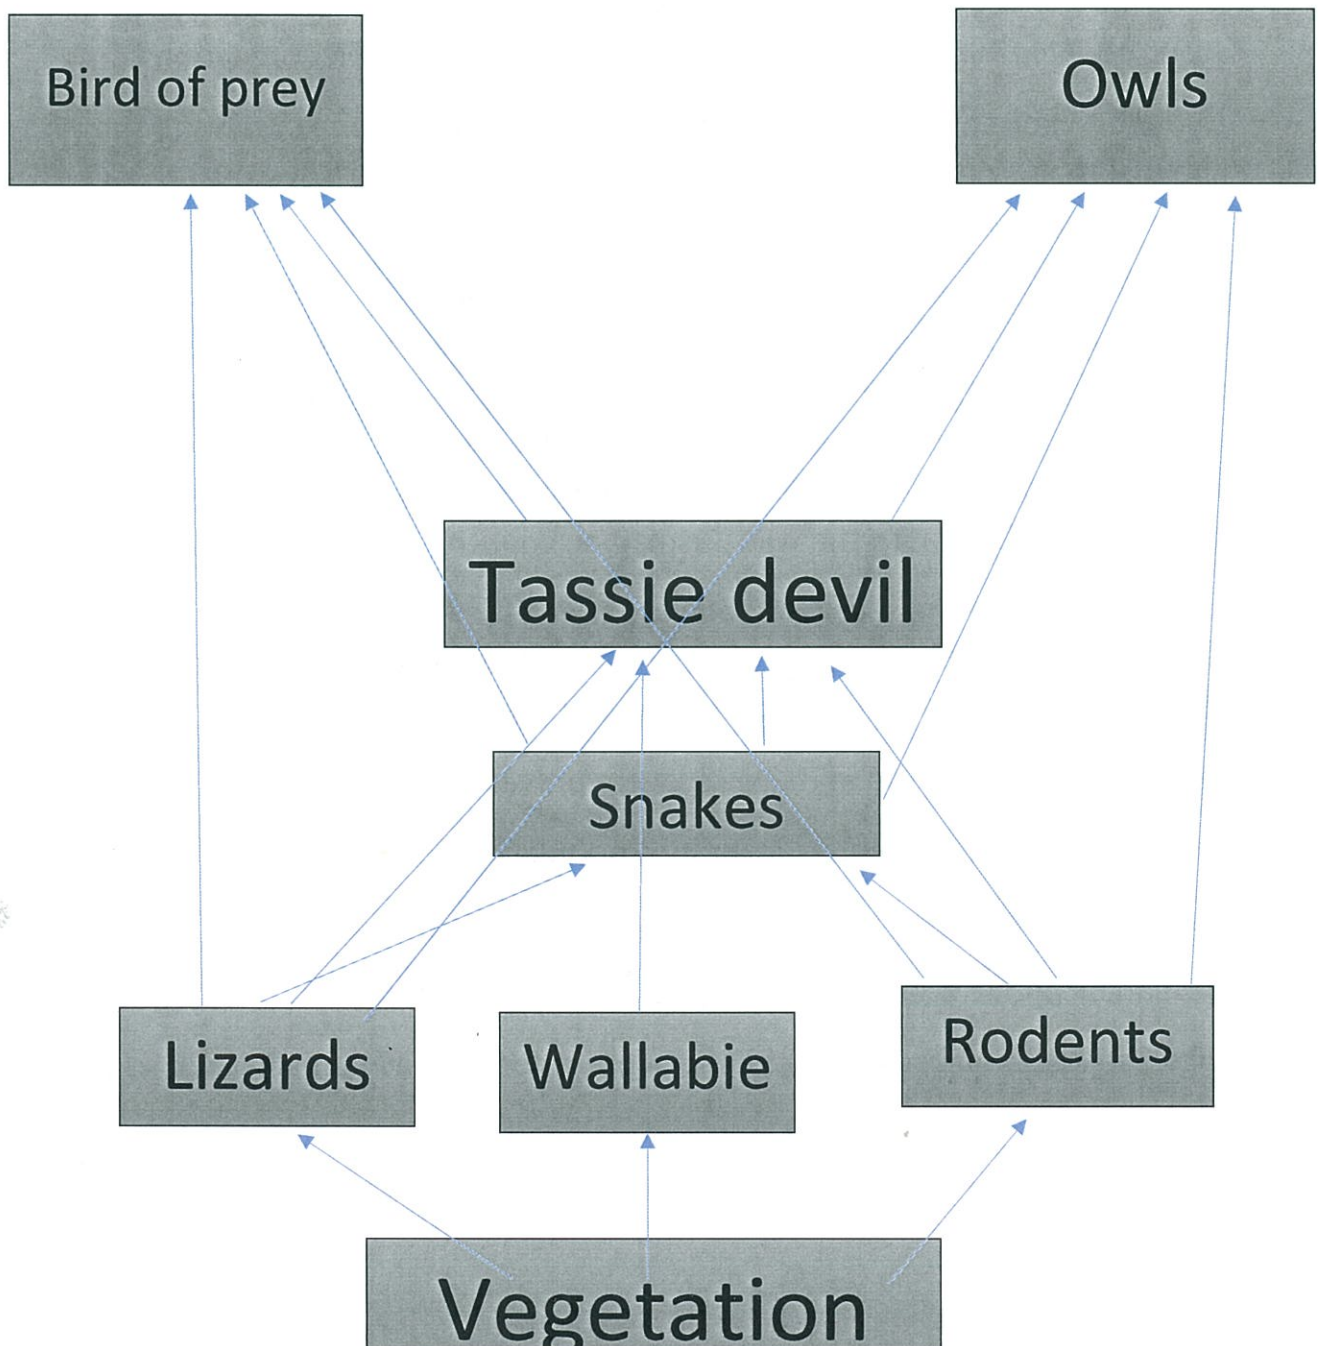 Bird of prey
Owls
Tassie devil
Snakes
Lizards
Wallabie
Rodents
Vegetation